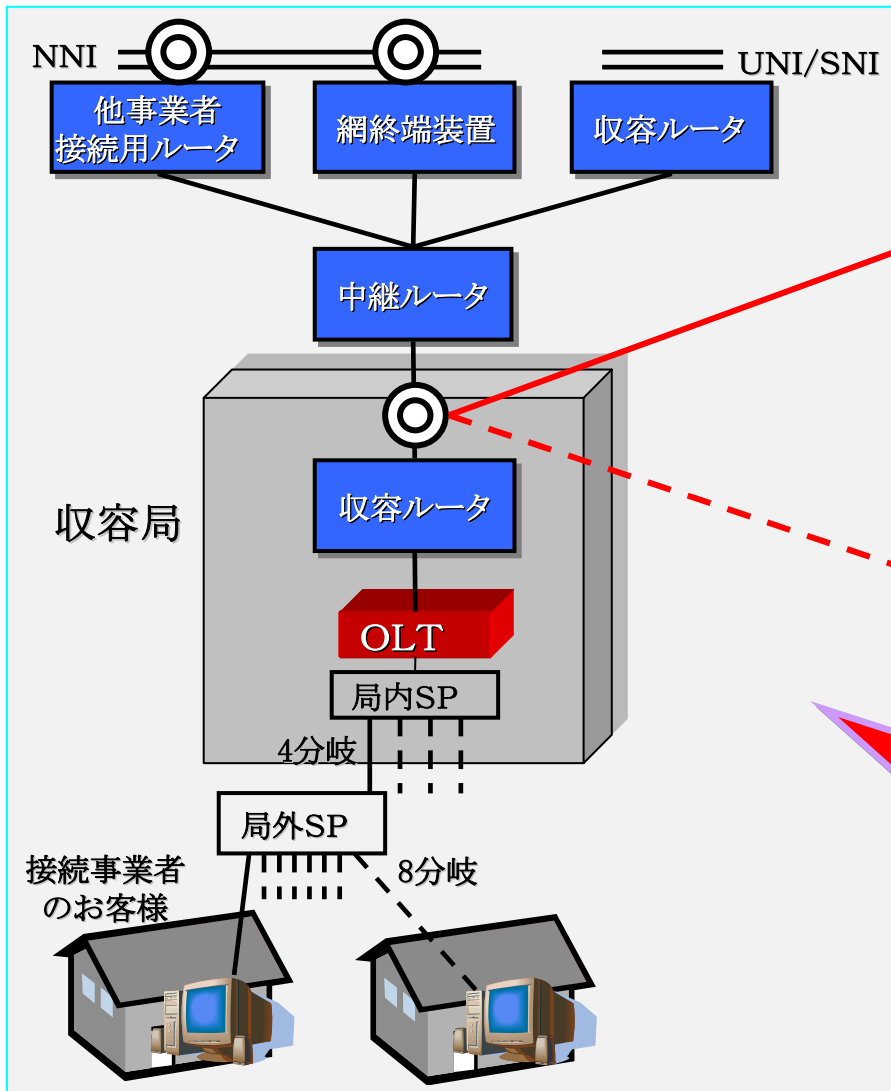 NNI
UNI/SNI
他事業者
接続用ルータ
網終端装置
収容ルータ
中継ルータ
収容局
収容ルータ
OLT
局内SP
4分岐
局外SP
8分岐
接続事業者
のお客様